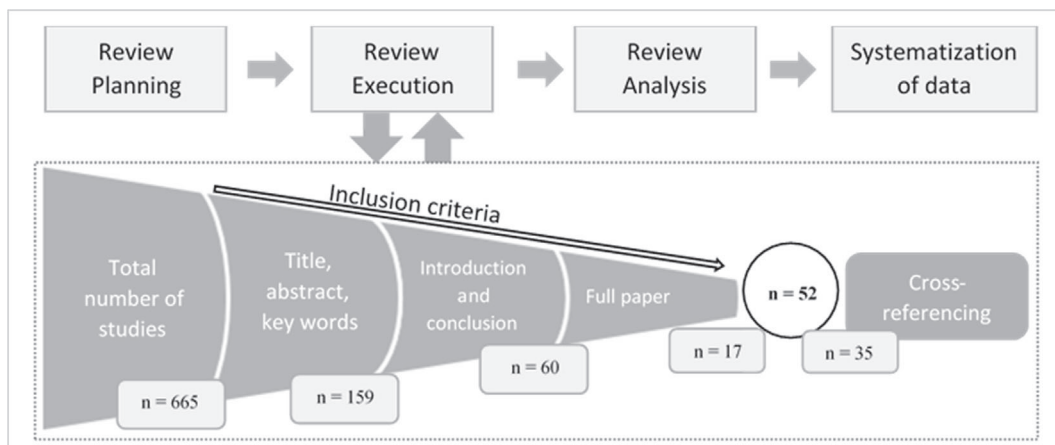 Review
Planning
Review
Execution
Review
Analysis
Systematization
of data
Inclusion criteria
Total
number of
studies
Title,
abstract,
key words
Introduction
and
conclusion
Full paper
n = 52
Cross-
referencing
n = 665
n = 159
n = 60
n = 17
n = 35